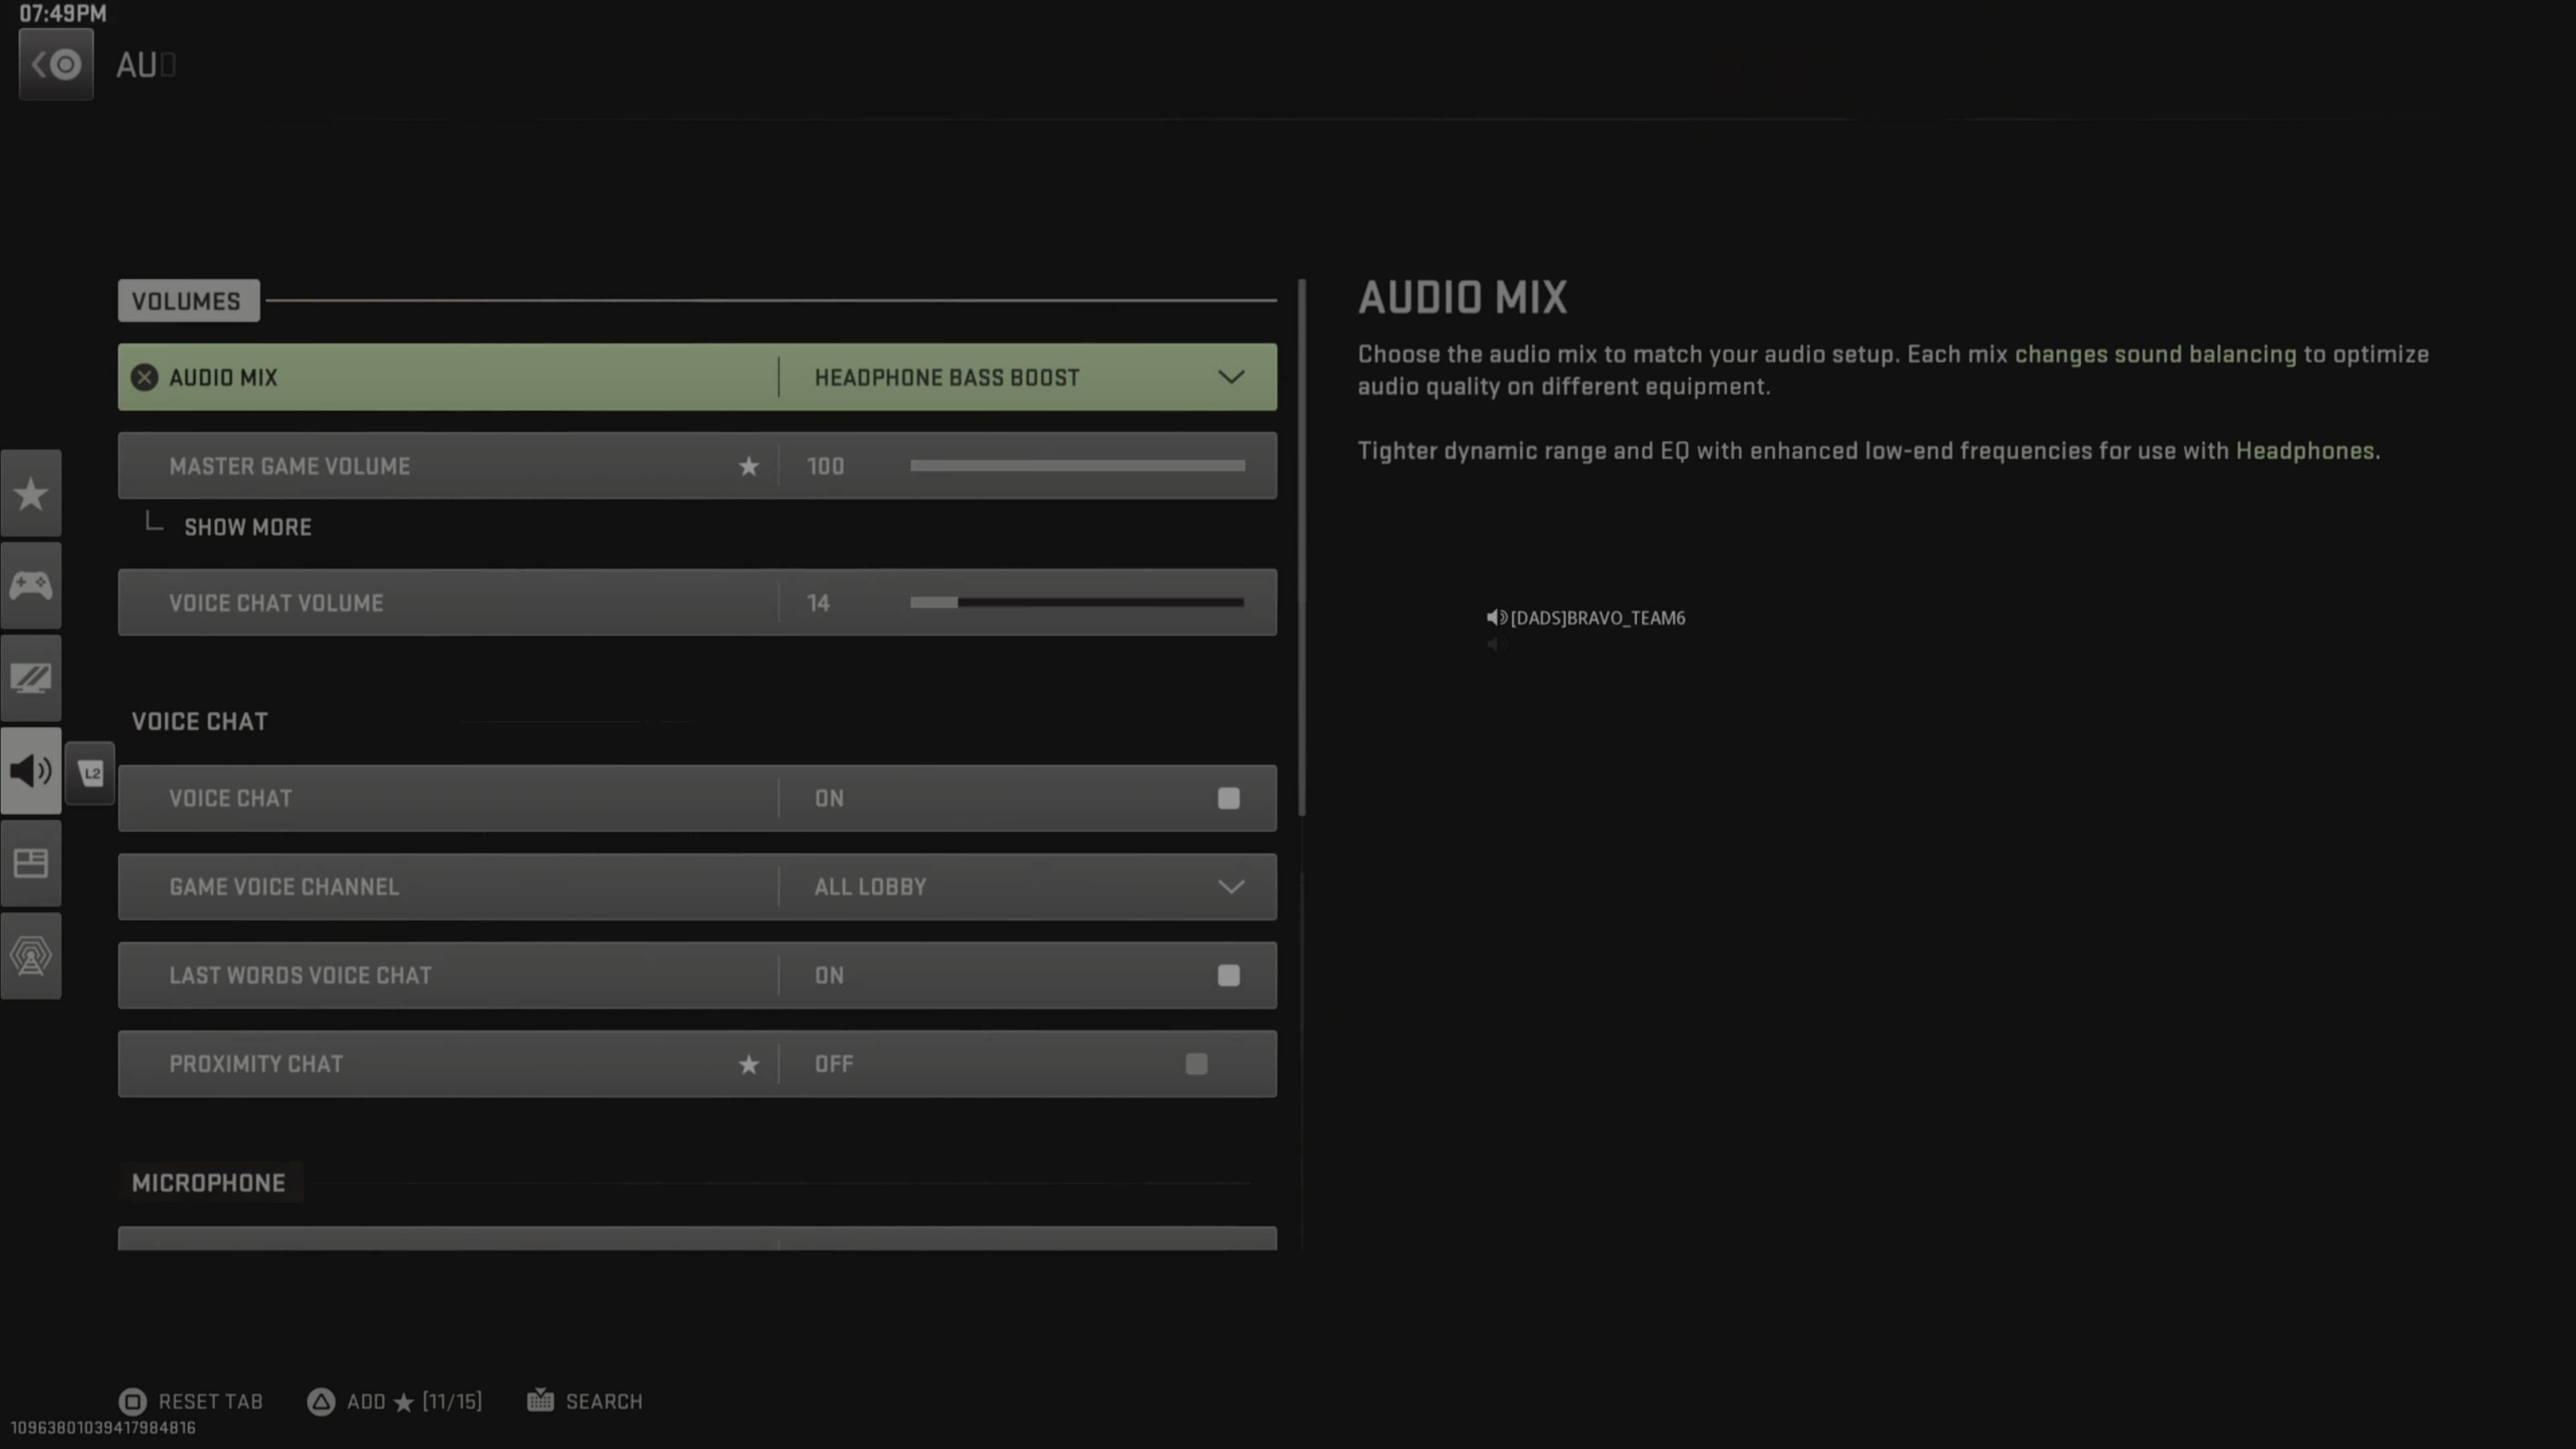 07:49PM
AUD
VOLUMES
AUDIO MIX
HEADPHONE BASS BOOST
MASTER GAME VOLUME
100
SHOW MORE
VOICE CHAT VOLUME
14
VOICE CHAT
L2
VOICE CHAT
ON
GAME VOICE CHANNEL
ALL LOBBY
LAST WORDS VOICE CHAT
ON
PROXIMITY CHAT
OFF
MICROPHONE
AUDIO MIX
Choose the audio mix to match your audio setup. Each mix changes sound balancing to optimize
audio quality on different equipment.
Tighter dynamic range and EQ with enhanced low-end frequencies for use with Headphones.
[DADS]BRAVO_TEAM6
RESET TAB
ADD ★ [11/15]
SEARCH
10963801039417984816